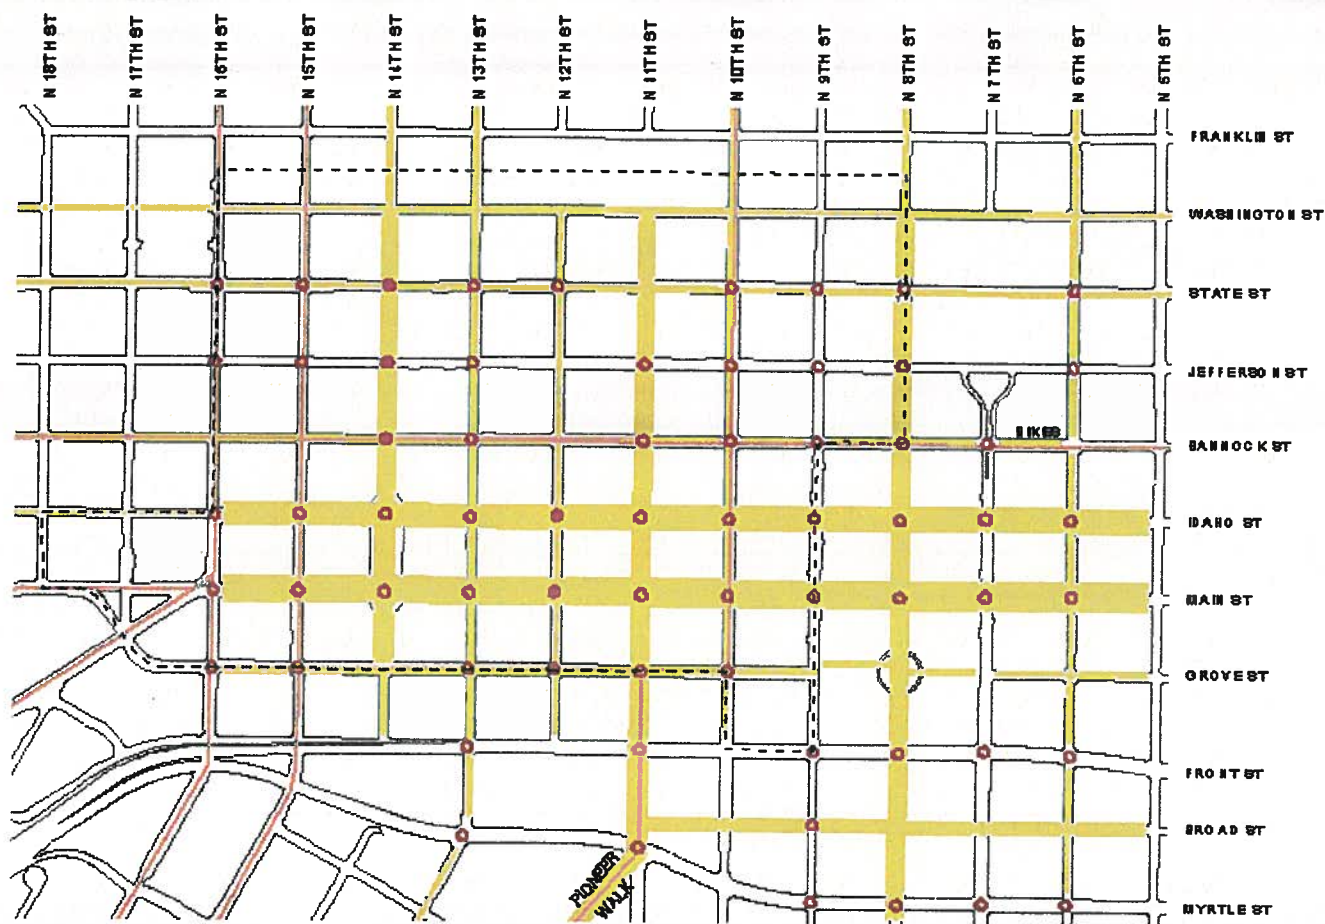 N 18TH ST
N 17TH ST
N 16TH ST
N 15TH ST
N 14TH ST
N 13TH ST
N 12TH ST
N 11TH ST
N 10TH ST
N 9TH ST
N 8TH ST
N 7TH ST
N 6TH ST
N 5TH ST
FRANKLIN ST
WASHINGTON ST
STATE ST
JEFFERSON ST
BIKES
BANNOCK ST
IDAHO ST
MAIN ST
GROVE ST
FRONT ST
BROAD ST
PIONEER
WALK
MYRTLE ST